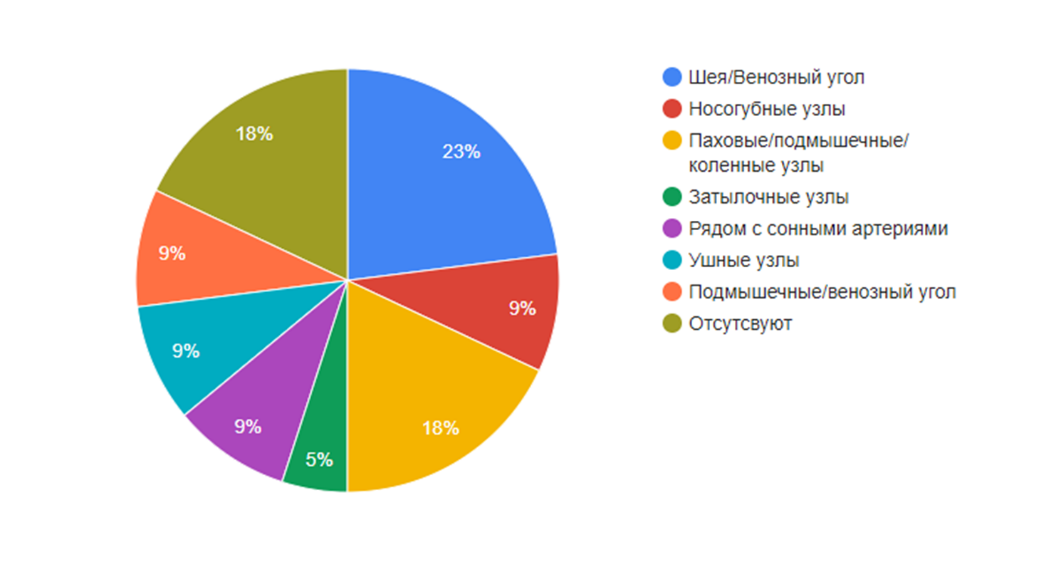 23%
9%
18%
5%
9%
9%
9%
18%
Шея/Венозный угол
Носогубные узлы
Паховые/подмышечные/
коленные узлы
Затылочные узлы
Рядом с сонными артериями
Ушные узлы
Подмышечные/венозный угол
Отсутсвуют